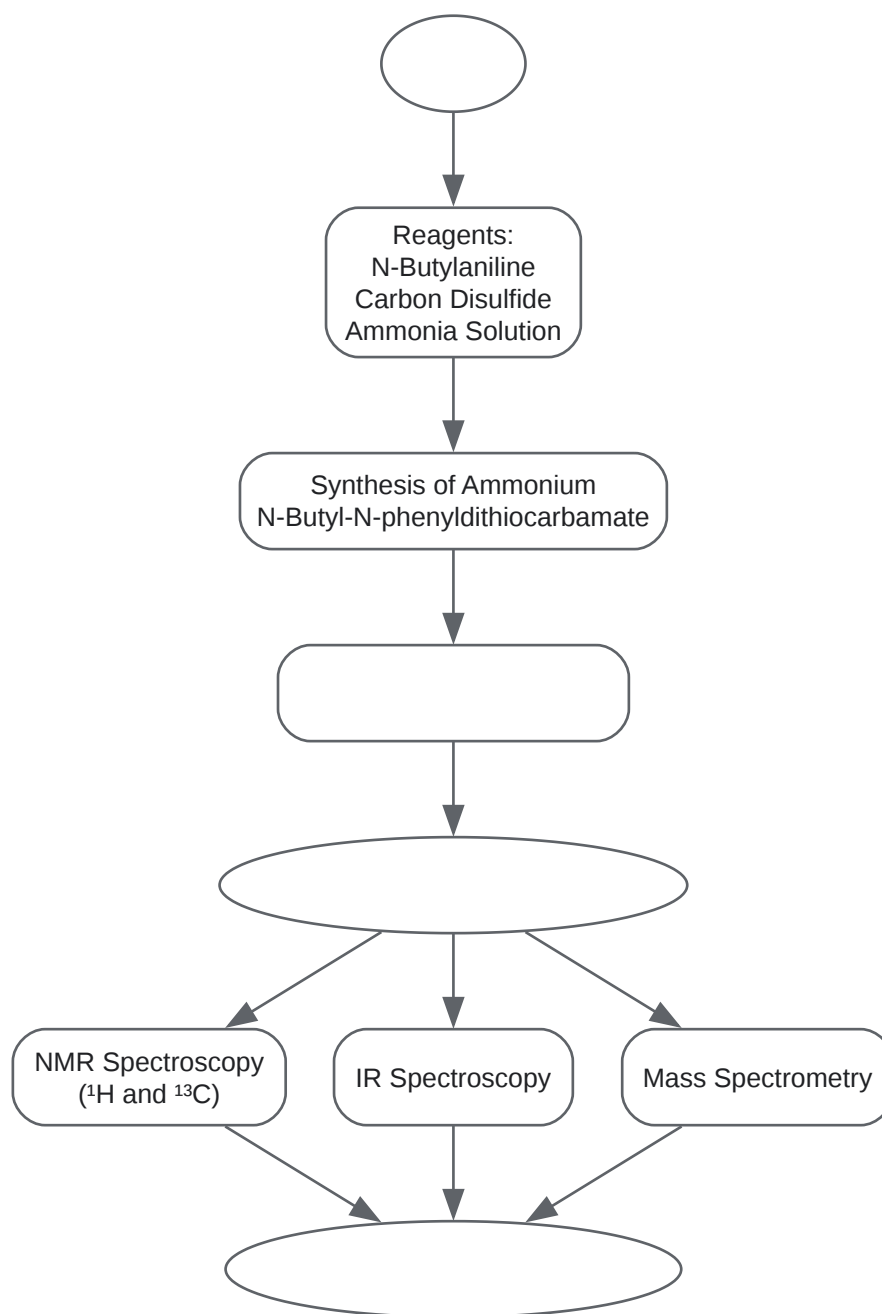 Reagents:
N-Butylaniline
Carbon Disulfide
Ammonia Solution
Synthesis of Ammonium
N-Butyl-N-phenyldithiocarbamate
NMR Spectroscopy
(¹H and ¹³C)
IR Spectroscopy
Mass Spectrometry